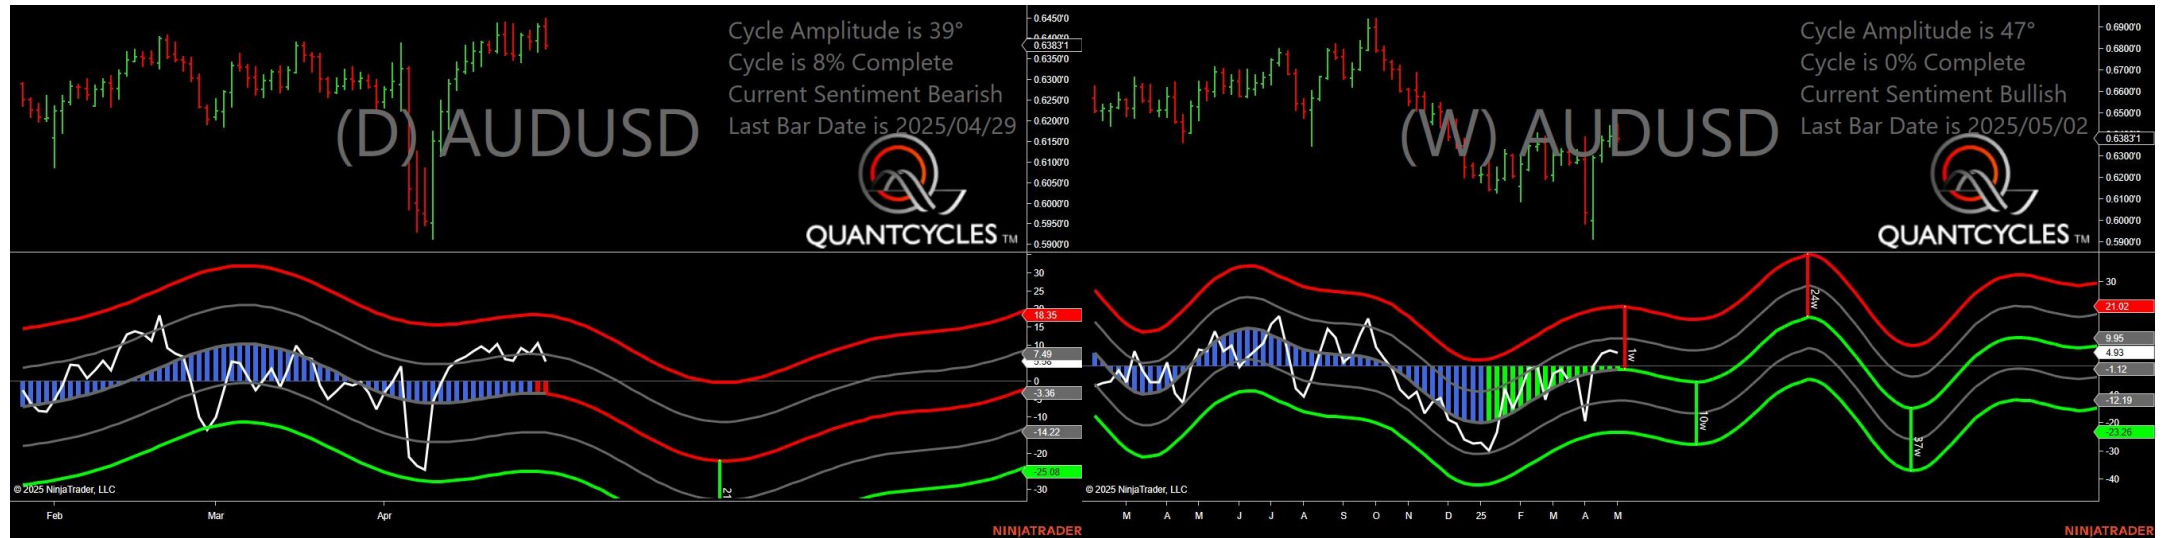 Cycle Amplitude is 39°
Cycle is 8% Complete
Current Sentiment Bearish
Last Bar Date is 2025/04/29
(D) AUDUSD
QUANTCYCLES TM
0.6450'0
0.6400'0
0.6383'1
0.6350'0
0.6300'0
0.6250'0
0.6200'0
0.6150'0
0.6100'0
0.6050'0
0.6000'0
0.5950'0
0.5900'0
30
25
20
18.35
15
10
7.49
0
-3.36
-5
-10
-14.22
-20
-25.08
-30
21
© 2025 NinjaTrader, LLC
Feb
Mar
Apr
NINJATRADER
Cycle Amplitude is 47°
Cycle is 0% Complete
Current Sentiment Bullish
Last Bar Date is 2025/05/02
(W) AUDUSD
QUANTCYCLES TM
0.6900'0
0.6800'0
0.6700'0
0.6600'0
0.6500'0
0.6383'1
0.6300'0
0.6200'0
0.6100'0
0.6000'0
0.5900'0
30
21.02
9.95
4.93
-1.12
-12.19
-20
-23.26
-30
-40
1w
10w
24w
37w
© 2025 NinjaTrader, LLC
M
A
M
J
J
A
S
O
N
D
25
F
M
A
M
NINJATRADER